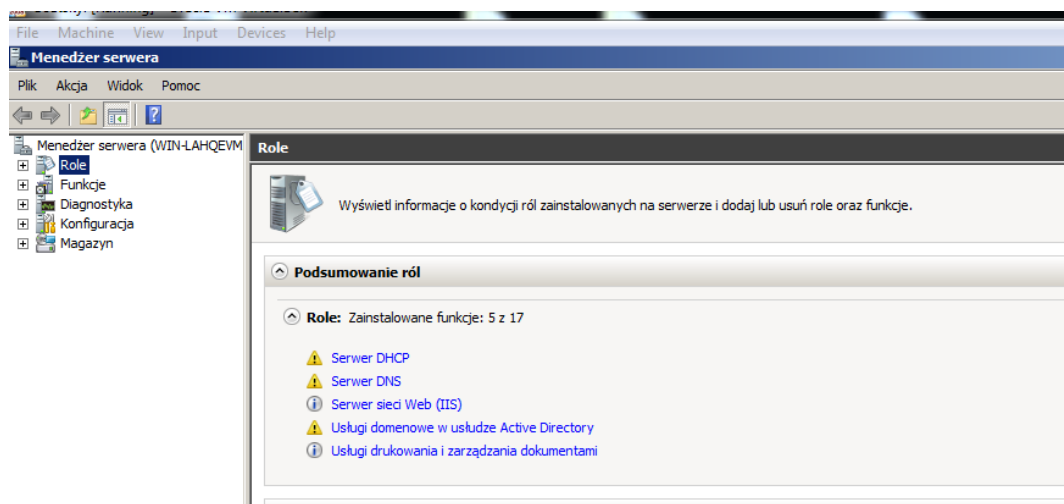 File Machine View Input Devices Help
Menedżer serwera
Plik Akcja Widok Pomoc
Menedżer serwera (WIN-LAHQEVM
Role
Funkcje
Diagnostyka
Konfiguracja
Magazyn
Role
Wyświetl informacje o kondycji ról zainstalowanych na serwerze i dodaj lub usuń role oraz funkcje.
Podsumowanie ról
Role: Zainstalowane funkcje: 5 z 17
Serwer DHCP
Serwer DNS
Serwer sieci Web (IIS)
Usługi domenowe w usłudze Active Directory
Usługi drukowania i zarządzania dokumentami